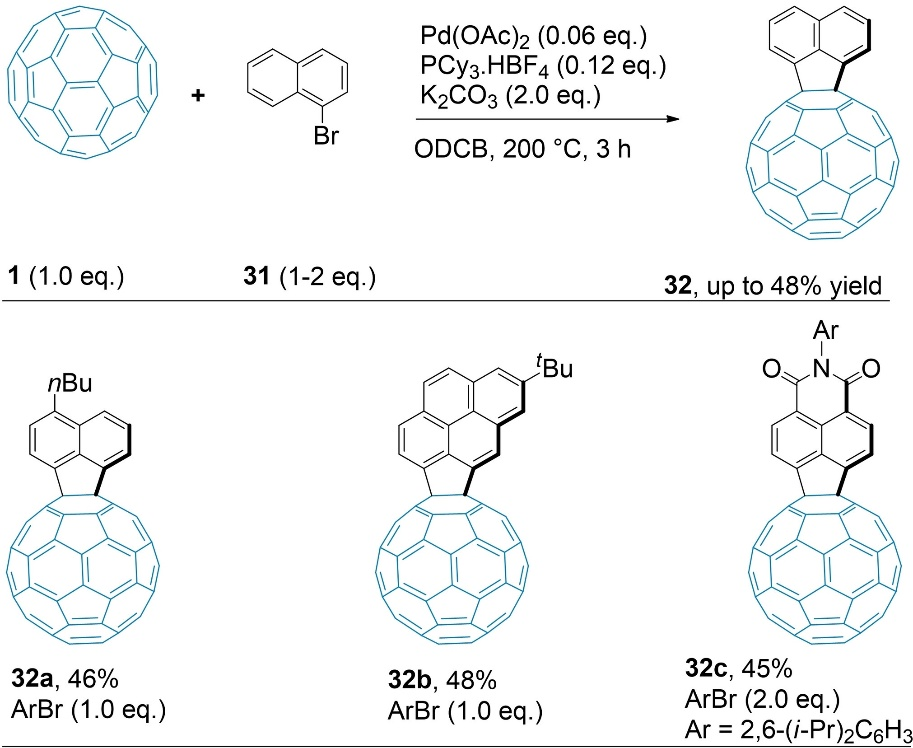 Pd(OAc)2 (0.06 eq.)
PCy3.HBF4 (0.12 eq.)
K2CO3 (2.0 eq.)
+
Br
ODCB, 200 °C, 3 h
1 (1.0 eq.)
31 (1-2 eq.)
32, up to 48% yield
nBu
tBu
Ar
O
N
O
32a, 46%
ArBr (1.0 eq.)
32b, 48%
ArBr (1.0 eq.)
32c, 45%
ArBr (2.0 eq.)
Ar = 2,6-(i-Pr)2C6H3